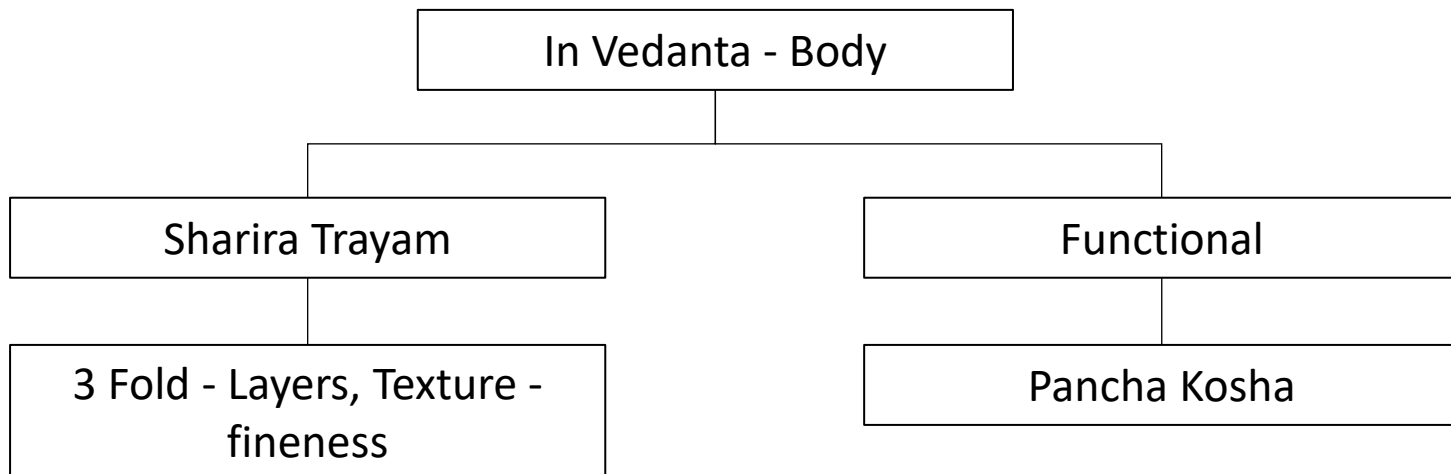 In Vedanta - Body
Sharira Trayam
Functional
3 Fold - Layers, Texture -
fineness
Pancha Kosha